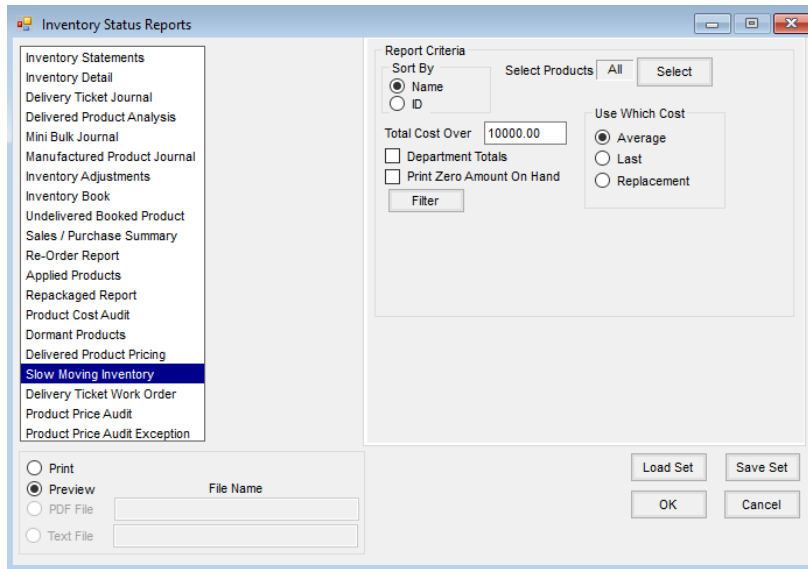 Inventory Status Reports
Inventory Statements
Inventory Detail
Delivery Ticket Journal
Delivered Product Analysis
Mini Bulk Journal
Manufactured Product Journal
Inventory Adjustments
Inventory Book
Undelivered Booked Product
Sales / Purchase Summary
Re-Order Report
Applied Products
Repackaged Report
Product Cost Audit
Dormant Products
Delivered Product Pricing
Slow Moving Inventory
Delivery Ticket Work Order
Product Price Audit
Product Price Audit Exception
Report Criteria
Sort By
Name
ID
Select Products All Select
Total Cost Over 10000.00
Department Totals
Print Zero Amount On Hand
Filter
Use Which Cost
Average
Last
Replacement
Print
Preview File Name
PDF File
Text File
Load Set Save Set
OK Cancel